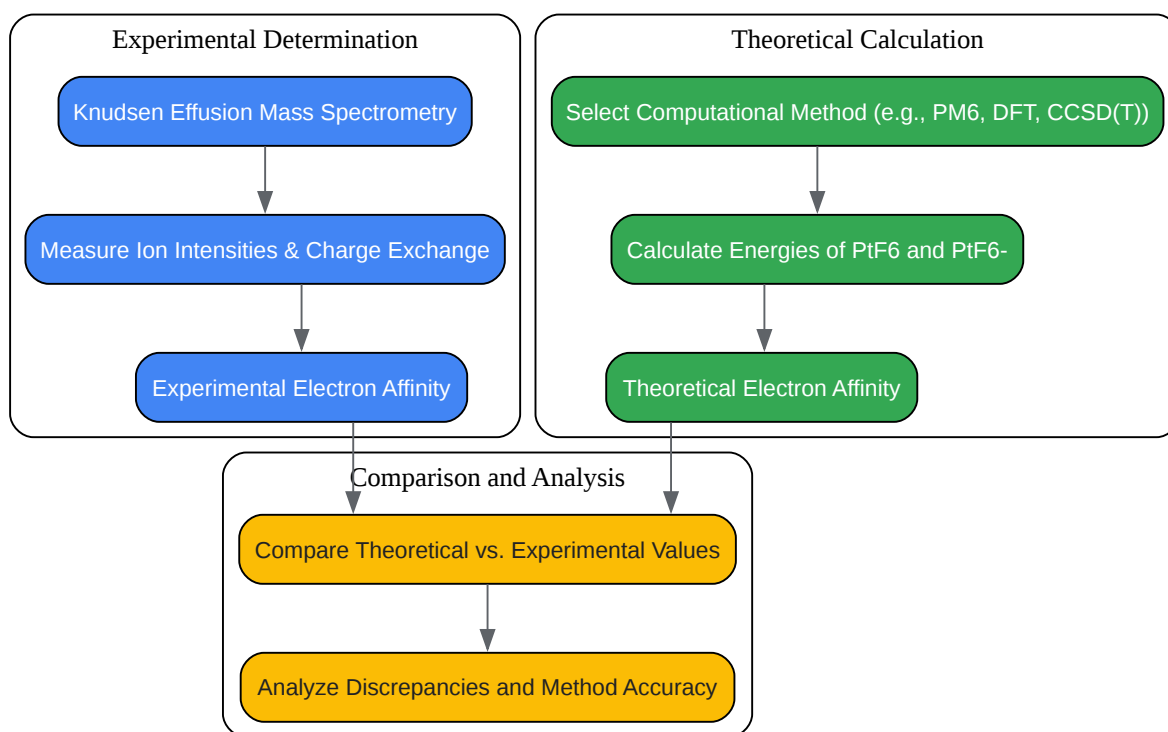 Experimental Determination
Knudsen Effusion Mass Spectrometry
Measure Ion Intensities & Charge Exchange
Experimental Electron Affinity
Theoretical Calculation
Select Computational Method (e.g., PM6, DFT, CCSD(T))
Calculate Energies of PtF6 and PtF6-
Theoretical Electron Affinity
Comparison and Analysis
Compare Theoretical vs. Experimental Values
Analyze Discrepancies and Method Accuracy